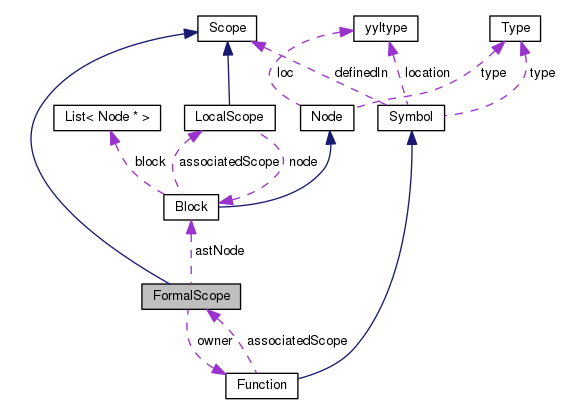 Scope
yyltype
Type
loc
definedIn
location
type
type
List< Node * >
LocalScope
Node
Symbol
block
associatedScope
node
Block
astNode
FormalScope
owner
associatedScope
Function